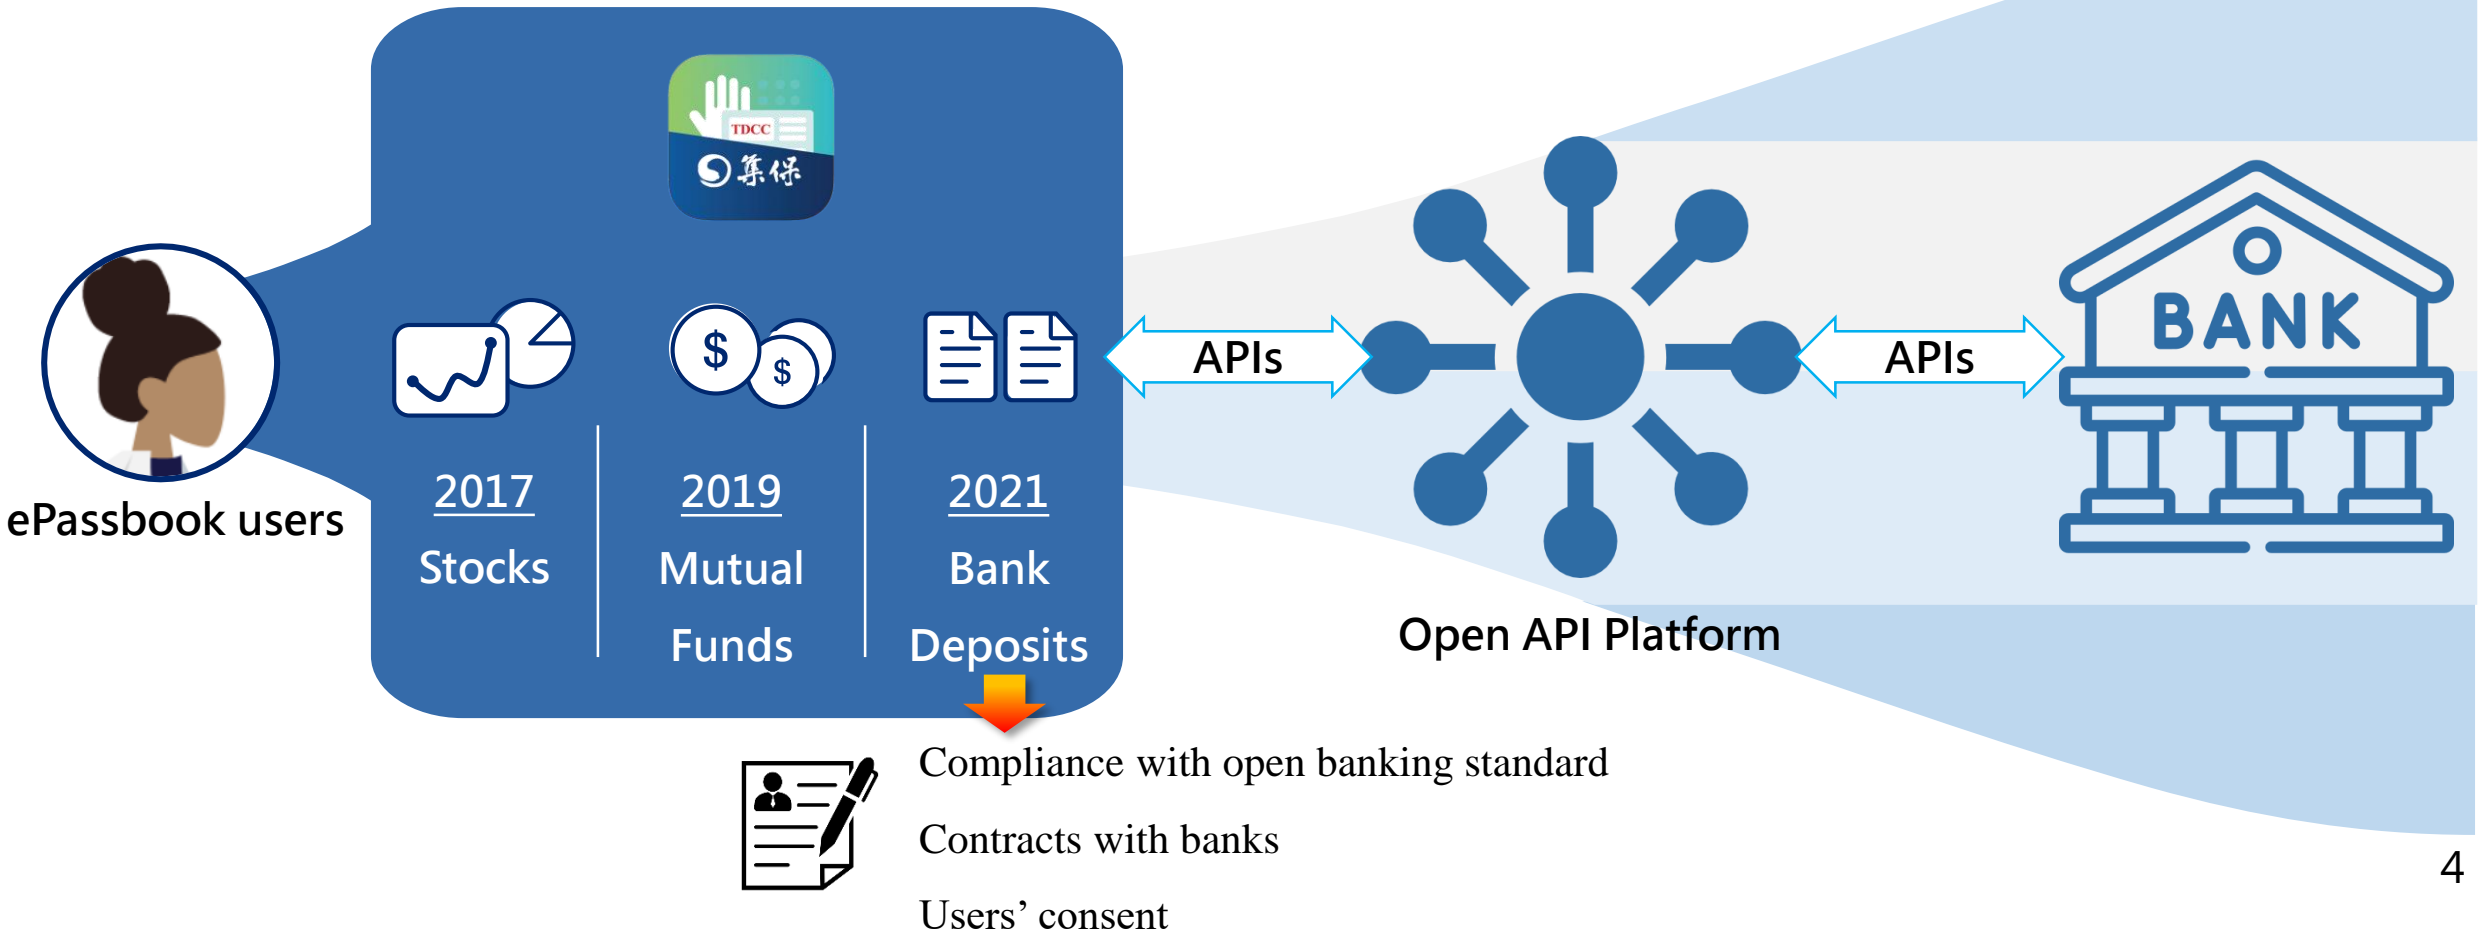 TDCC
集保
$
$
BANK
APIs
APIs
ePassbook users
2017
Stocks
2019
Mutual
Funds
2021
Bank
Deposits
Open API Platform
Compliance with open banking standard
Contracts with banks
Users’ consent
4